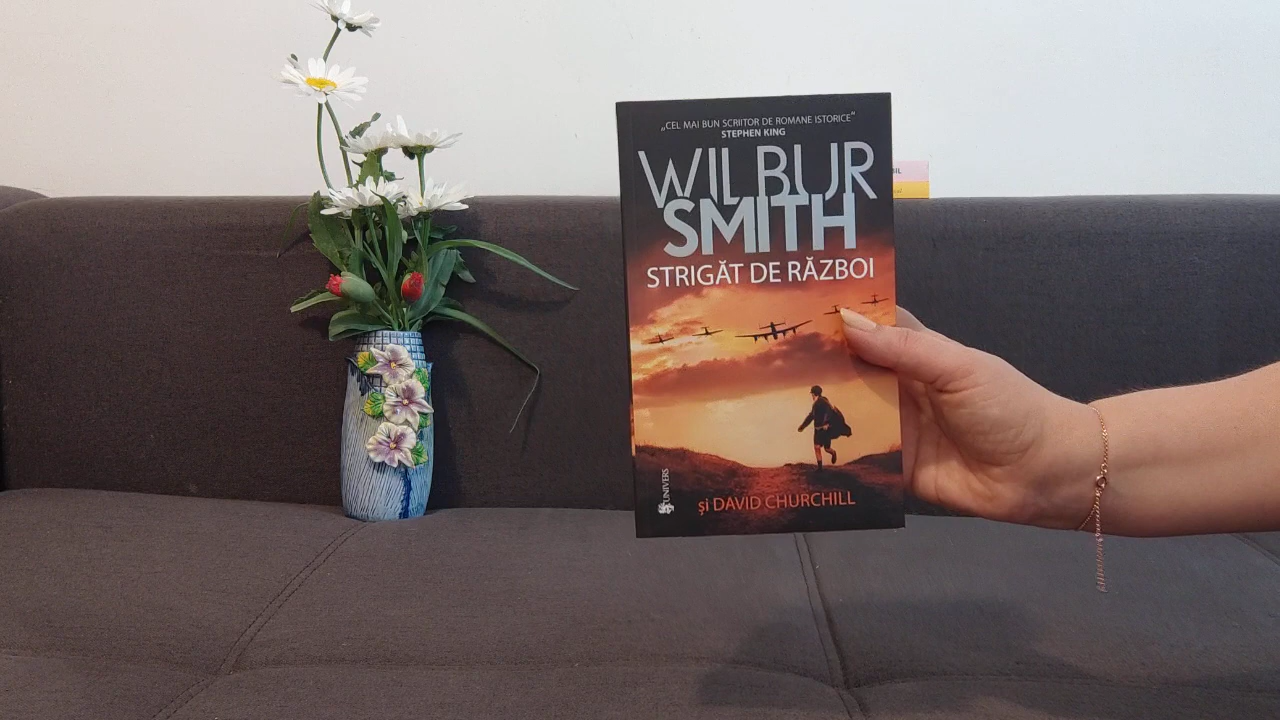 „CEL MAI BUN SCRIITOR DE ROMANE ISTORICE”
STEPHEN KING
WILBUR
SMITH
STRIGĂT DE RĂZBOI
și DAVID CHURCHILL
UNIVERS